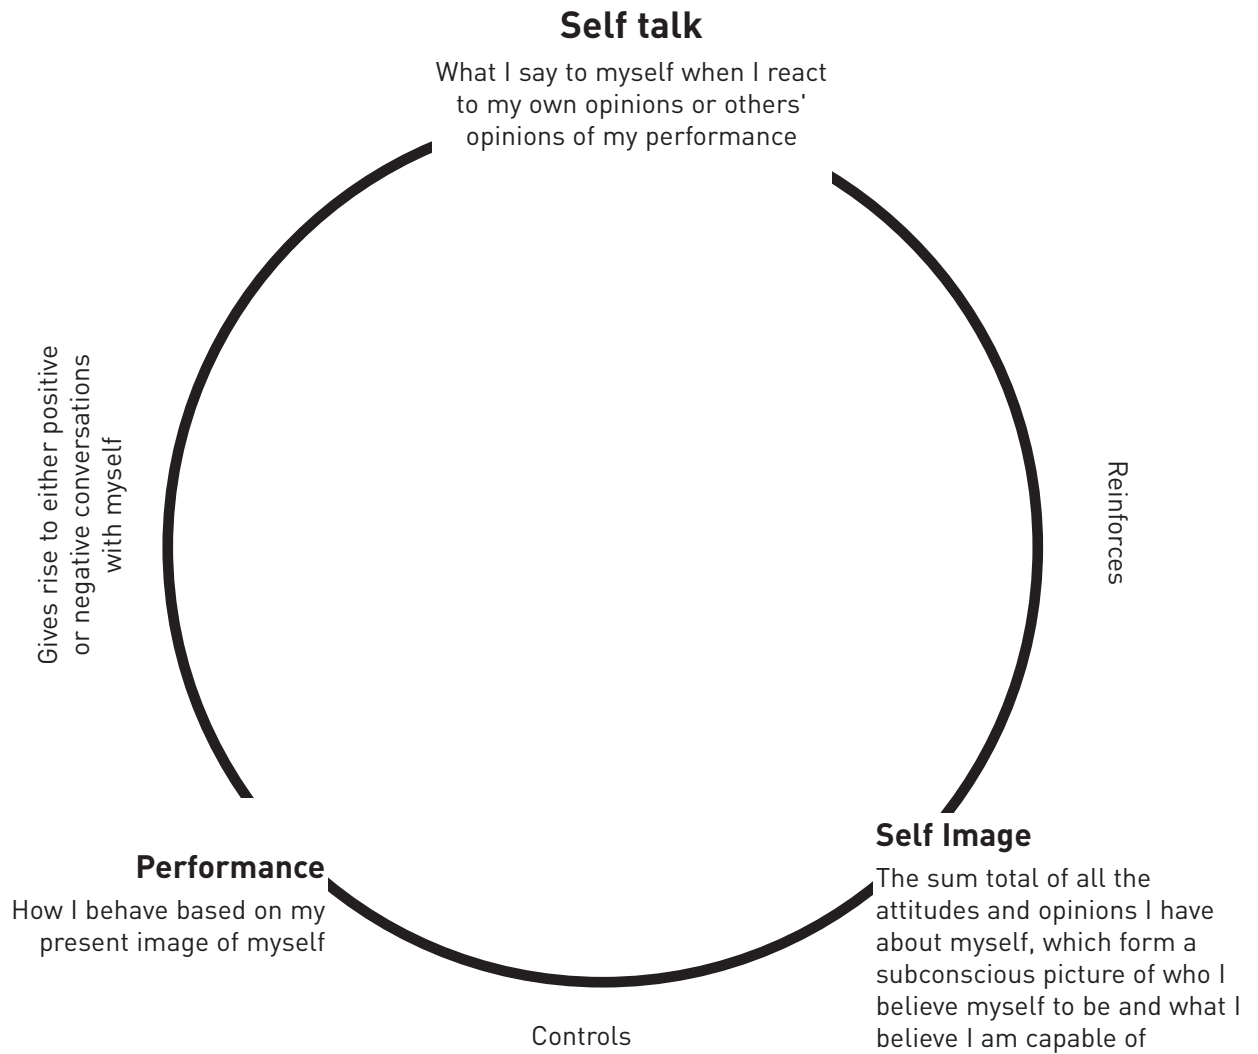 Self talk
What I say to myself when I react
to my own opinions or others'
opinions of my performance
Reinforces
Self Image
The sum total of all the
attitudes and opinions I have
about myself, which form a
subconscious picture of who I
believe myself to be and what I
believe I am capable of
Controls
Performance
How I behave based on my
present image of myself
Gives rise to either positive
or negative conversations
with myself